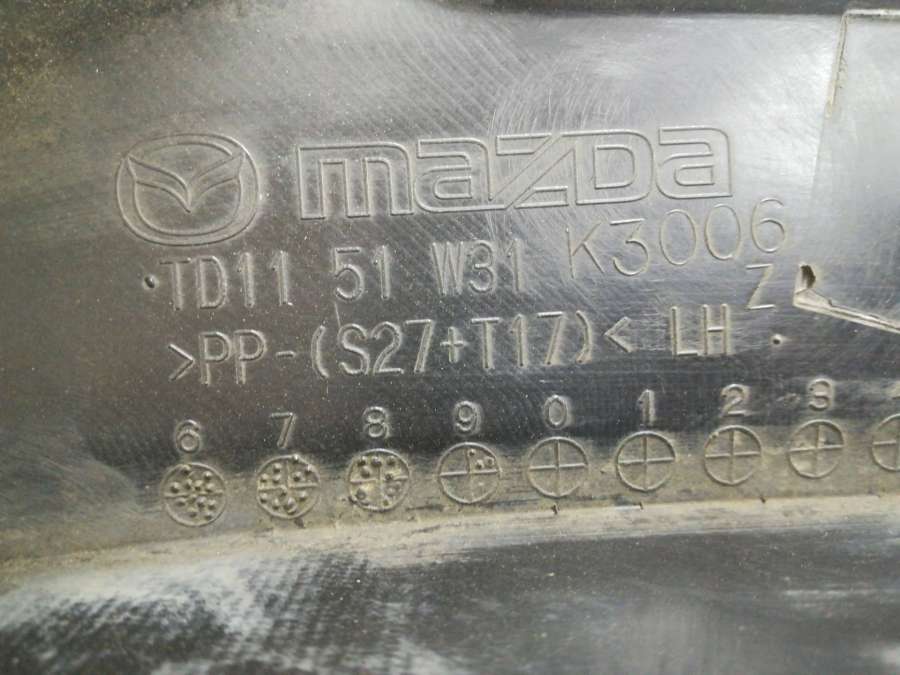 mazda
TD11 51 W31 K3006
Z
>PP-(S27+T17)< LH
6 7 8 9 0 1 2 3